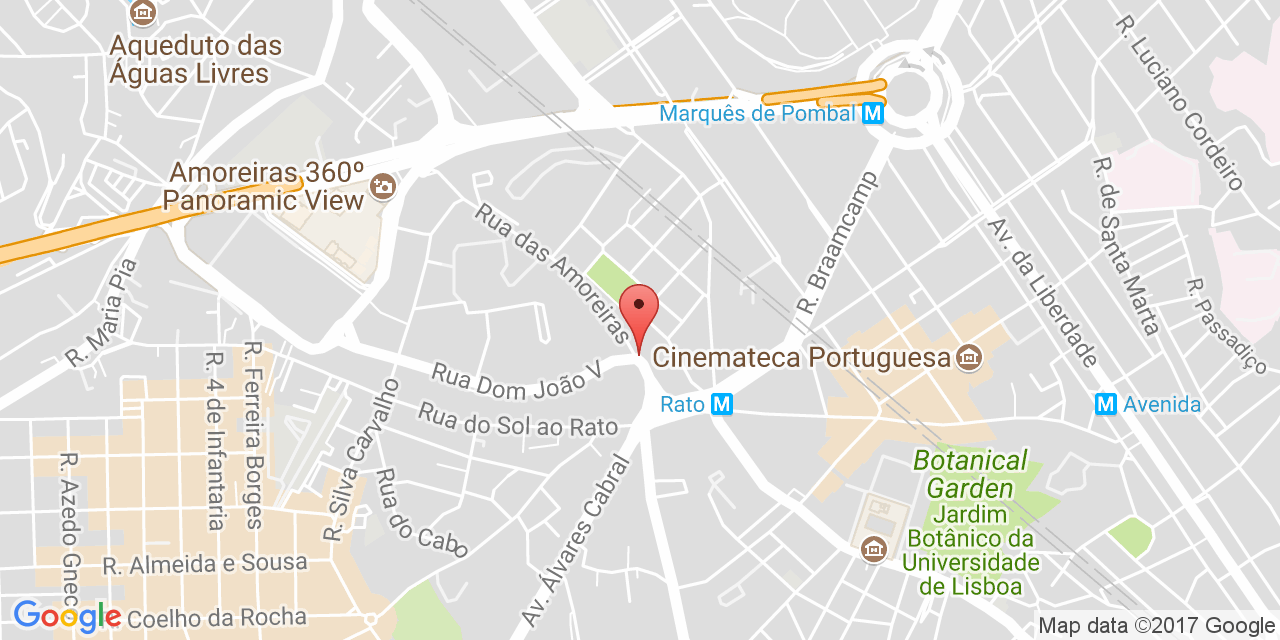 Aqueduto das
Águas Livres
R. Luciano Cordeiro
Marquês de Pombal M
Amoreiras 360º
Panoramic View
R. de Santa Marta
R. Braamcamp
Rua das Amoreiras
Av. da Liberdade
R. Maria Pia
R. Passadiço
Cinemateca Portuguesa
R. 4 de Infantaria
R. Ferreira Borges
Rua Dom João V
R. Silva Carvalho
Rato M
M Avenida
Rua do Sol ao Rato
R. Azedo Gnec
Rua do Cabo
Av. Álvares Cabral
Botanical
Garden
Jardim
Botânico da
Universidade
de Lisboa
R. Almeida e Sousa
Coelho da Rocha
Google
Map data ©2017 Google